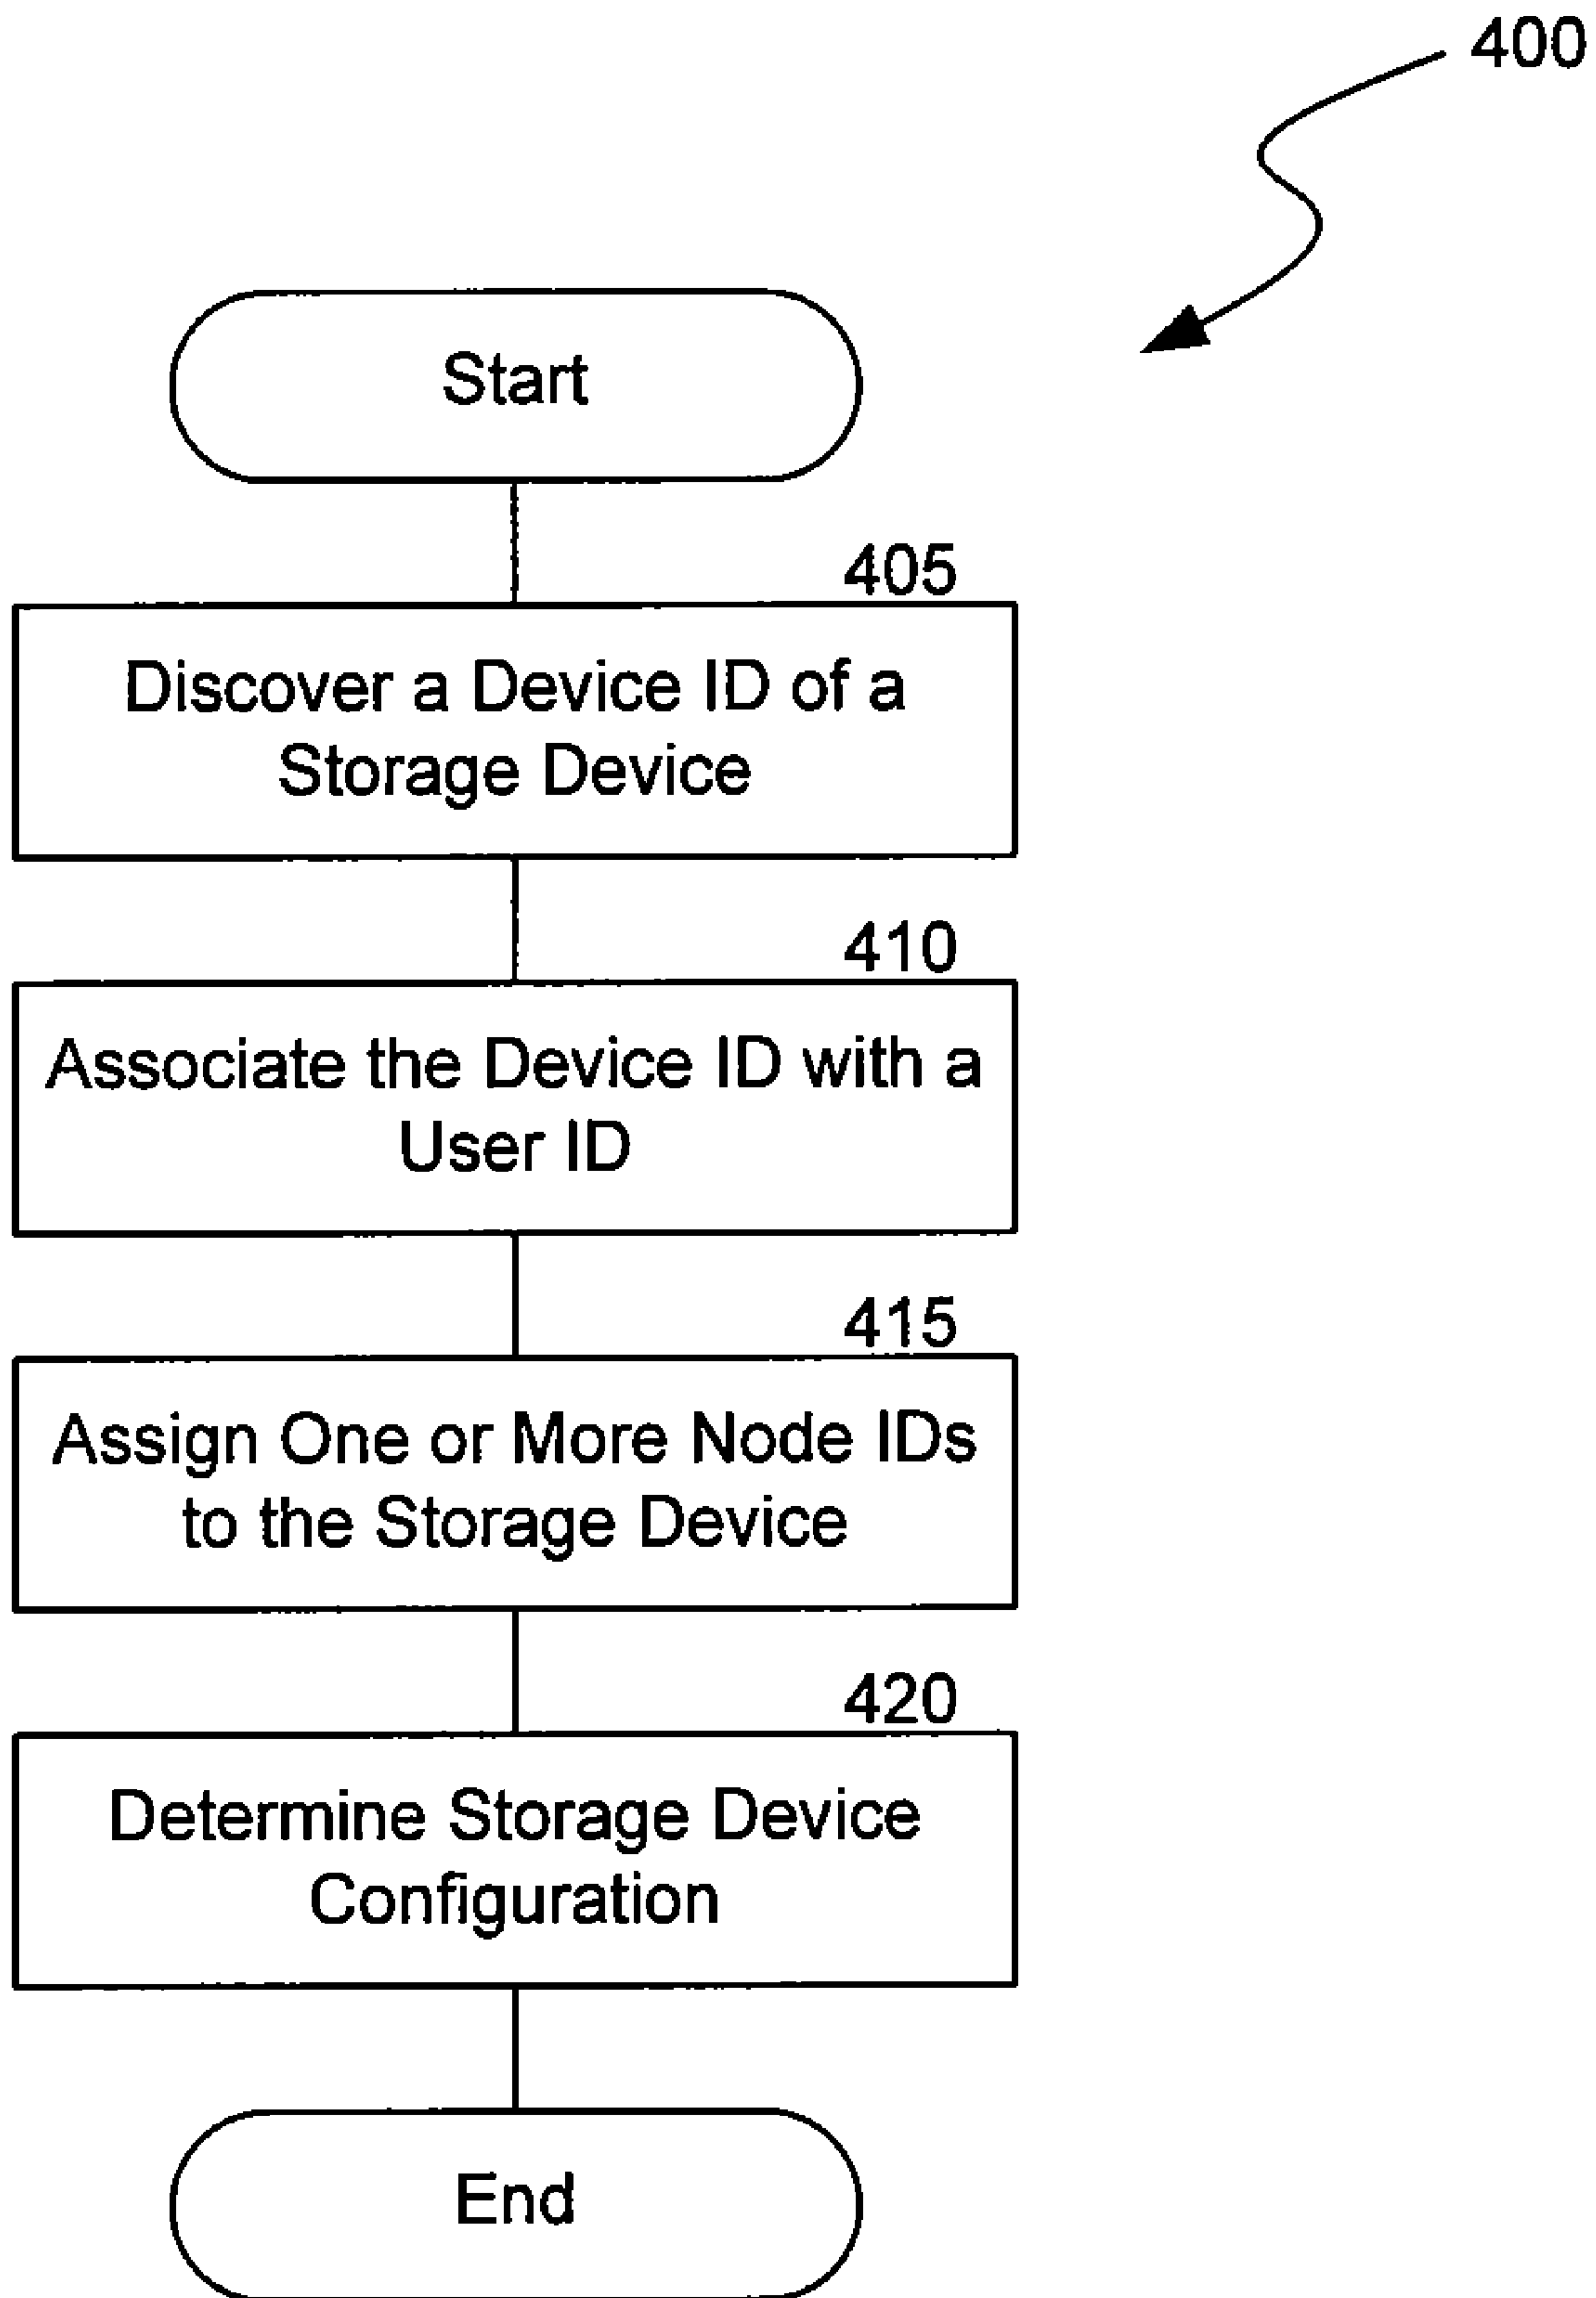 400
Start
405
Discover a Device ID of a
Storage Device
410
Associate the Device ID with a
User ID
415
Assign One or More Node IDs
to the Storage Device
420
Determine Storage Device
Configuration
End